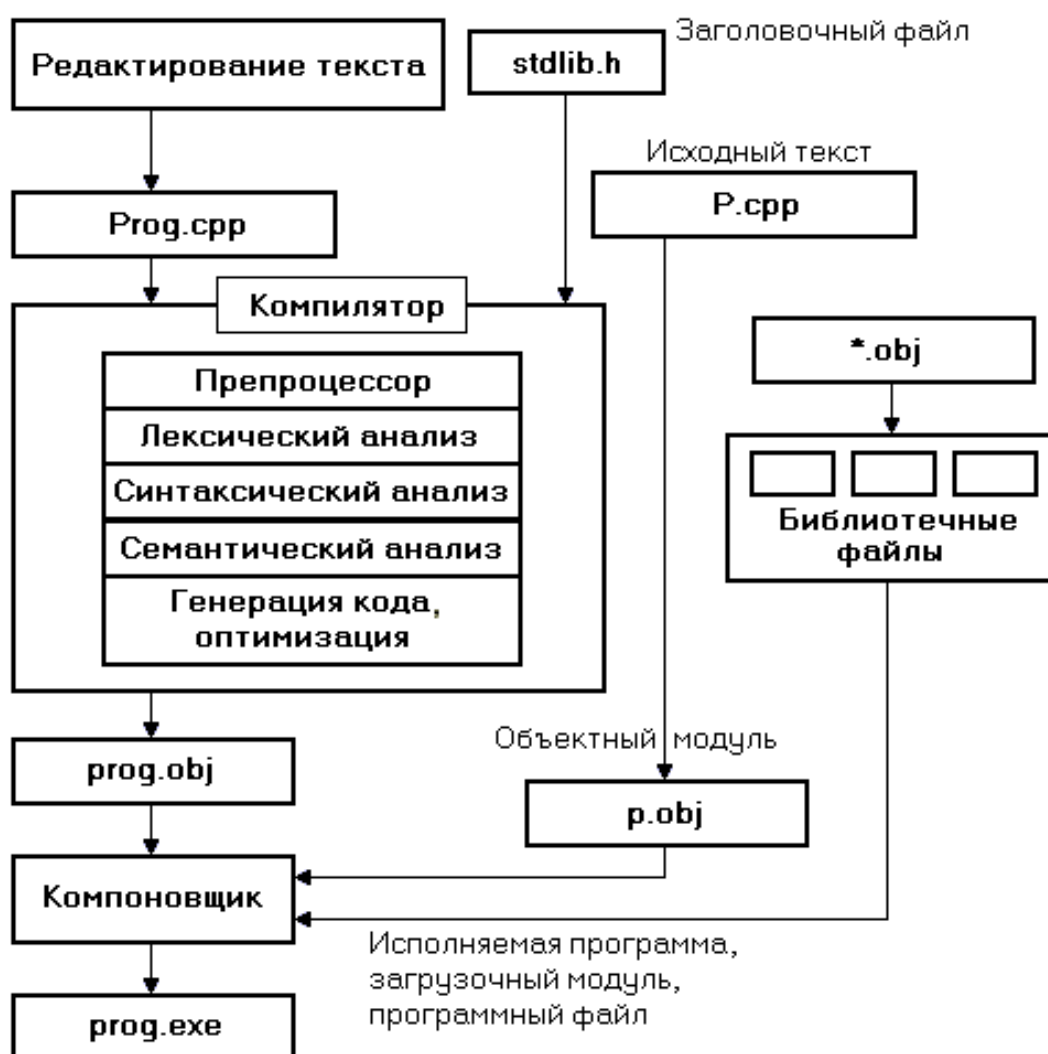 Заголовочный файл
Редактирование текста
stdlib.h
Исходный текст
Prog.cpp
P.cpp
Компилятор
Препроцессор
Лексический анализ
Синтаксический анализ
Семантический анализ
Генерация кода,
оптимизация
*.obj
Библиотечные
файлы
Объектный модуль
prog.obj
p.obj
Компоновщик
Исполняемая программа,
загрузочный модуль,
программный файл
prog.exe